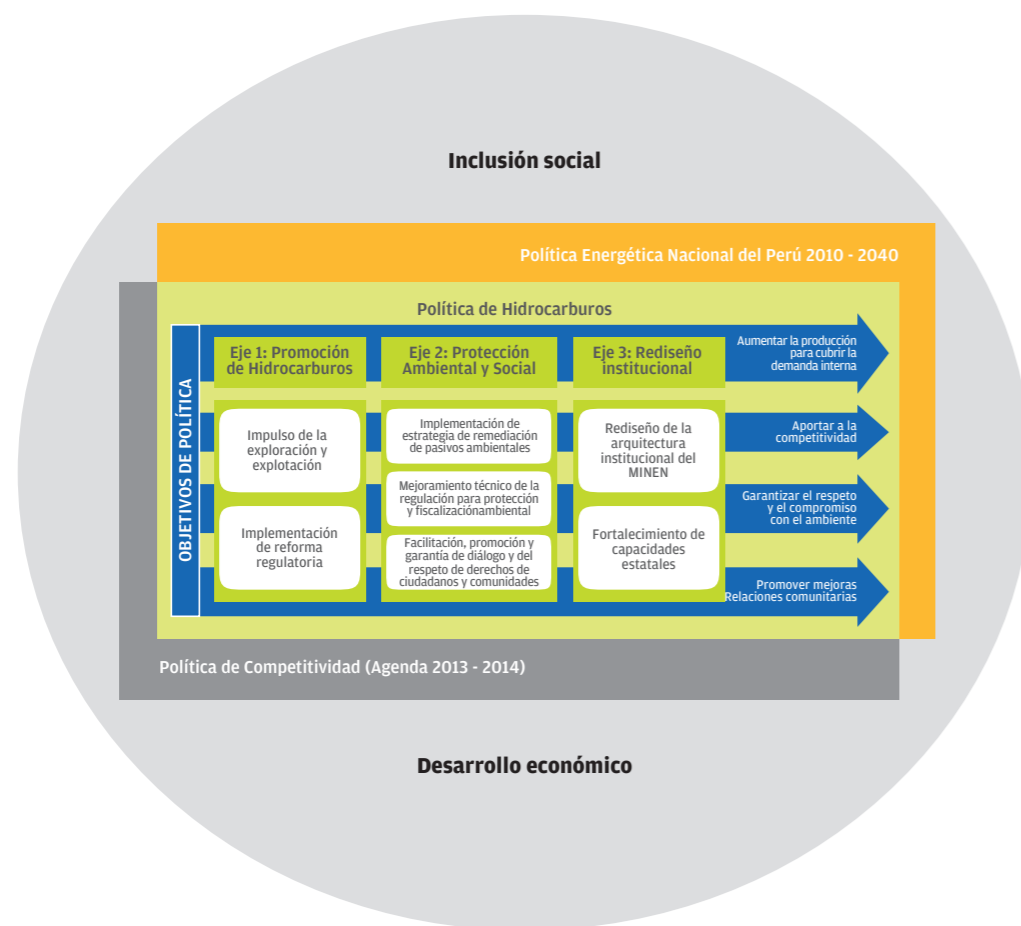 Inclusión social
Política Energética Nacional del Perú 2010 - 2040
Política de Hidrocarburos
OBJETIVOS DE POLÍTICA
Eje 1: Promoción
de Hidrocarburos
Impulso de la
exploración y
explotación
Implementación
de reforma
regulatoria
Eje 2: Protección
Ambiental y Social
Implementación de
estrategia de remediación
de pasivos ambientales
Mejoramiento técnico de la
regulación para protección
y fiscalizaciónambiental
Facilitación, promoción y
garantía de diálogo y del
respeto de derechos de
ciudadanos y comunidades
Eje 3: Rediseño
institucional
Rediseño de la
arquitectura
institucional del
MINEN
Fortalecimiento de
capacidades
estatales
Aumentar la producción
para cubrir la
demanda interna
Aportar a la
competitividad
Garantizar el respeto
y el compromiso
con el ambiente
Promover mejoras
Relaciones comunitarias
Política de Competitividad (Agenda 2013 - 2014)
Desarrollo económico